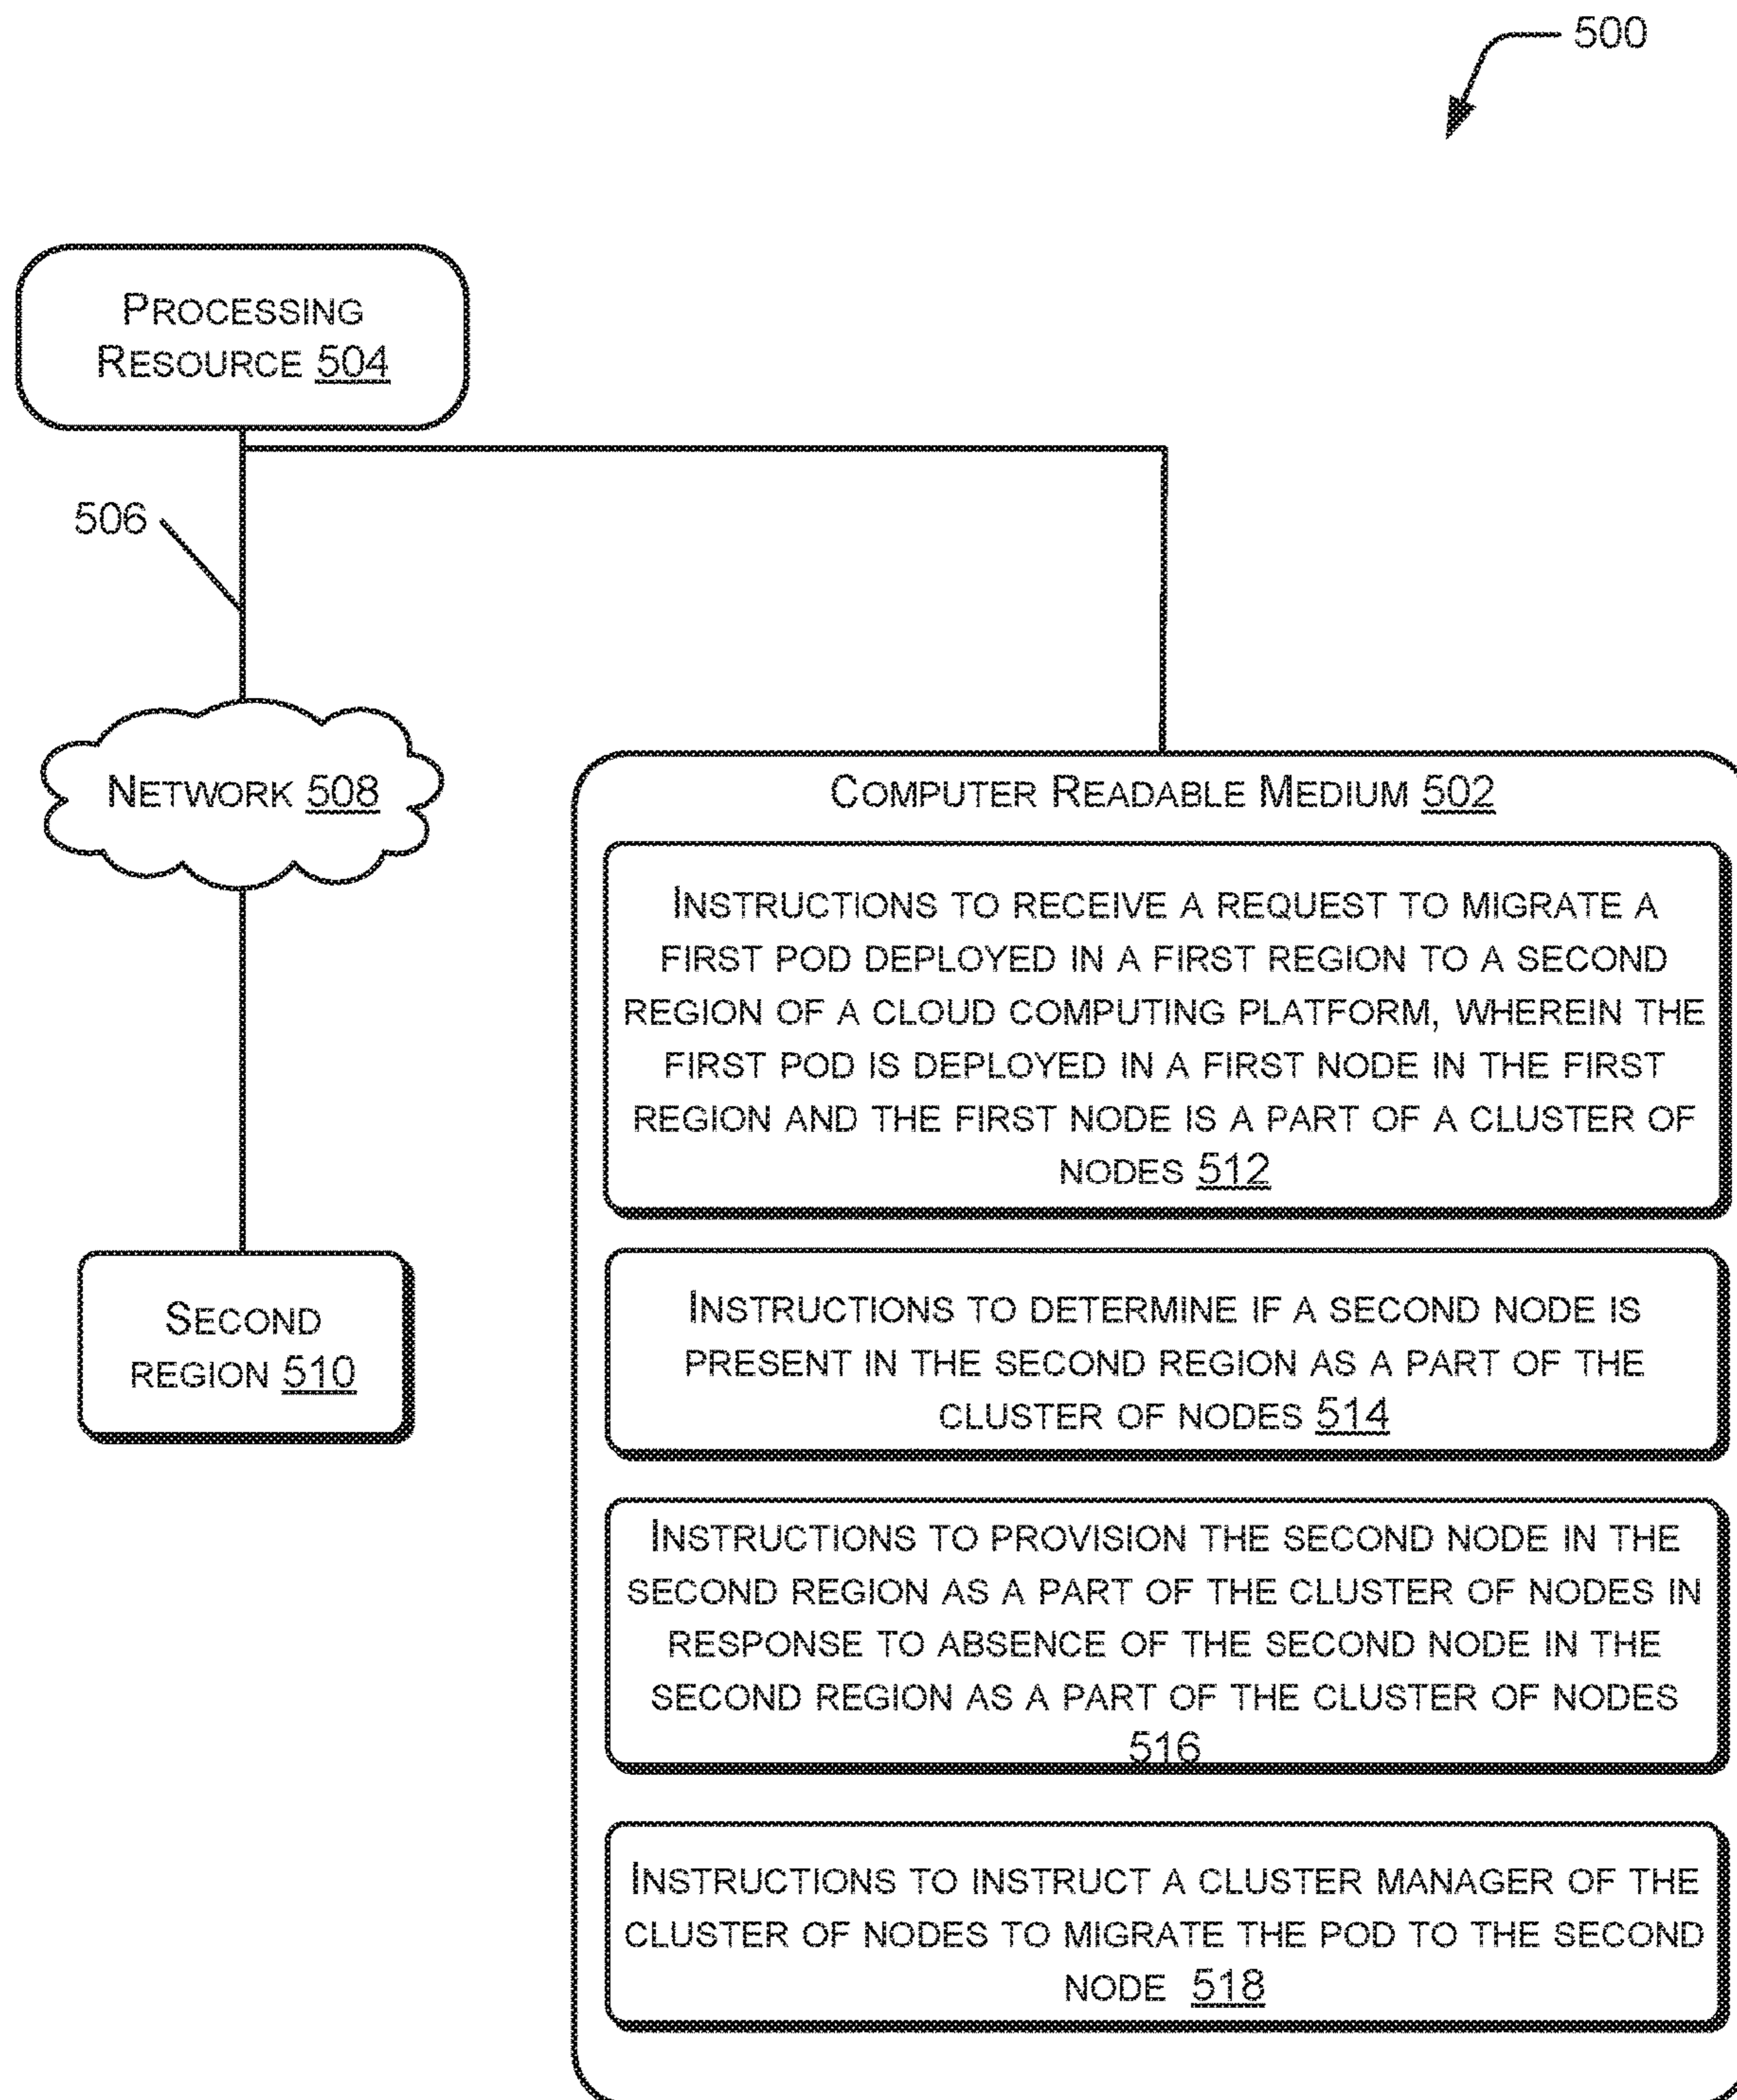 500
PROCESSING
RESOURCE 504
506
NETWORK 508
SECOND
REGION 510
COMPUTER READABLE MEDIUM 502
INSTRUCTIONS TO RECEIVE A REQUEST TO MIGRATE A
FIRST POD DEPLOYED IN A FIRST REGION TO A SECOND
REGION OF A CLOUD COMPUTING PLATFORM, WHEREIN THE
FIRST POD IS DEPLOYED IN A FIRST NODE IN THE FIRST
REGION AND THE FIRST NODE IS A PART OF A CLUSTER OF
NODES 512
INSTRUCTIONS TO DETERMINE IF A SECOND NODE IS
PRESENT IN THE SECOND REGION AS A PART OF THE
CLUSTER OF NODES 514
INSTRUCTIONS TO PROVISION THE SECOND NODE IN THE
SECOND REGION AS A PART OF THE CLUSTER OF NODES IN
RESPONSE TO ABSENCE OF THE SECOND NODE IN THE
SECOND REGION AS A PART OF THE CLUSTER OF NODES
516
INSTRUCTIONS TO INSTRUCT A CLUSTER MANAGER OF THE
CLUSTER OF NODES TO MIGRATE THE POD TO THE SECOND
NODE 518